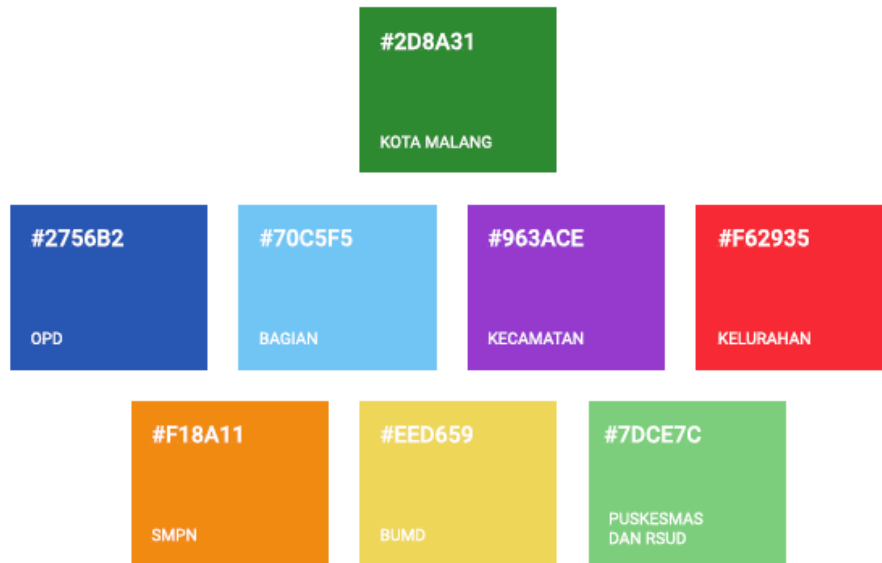 #2D8A31
KOTA MALANG
#2756B2
OPD
#70C5F5
BAGIAN
#963ACE
KECAMATAN
#F62935
KELURAHAN
#F18A11
SMPN
#EED659
BUMD
#7DCE7C
PUSKESMAS
DAN RSUD